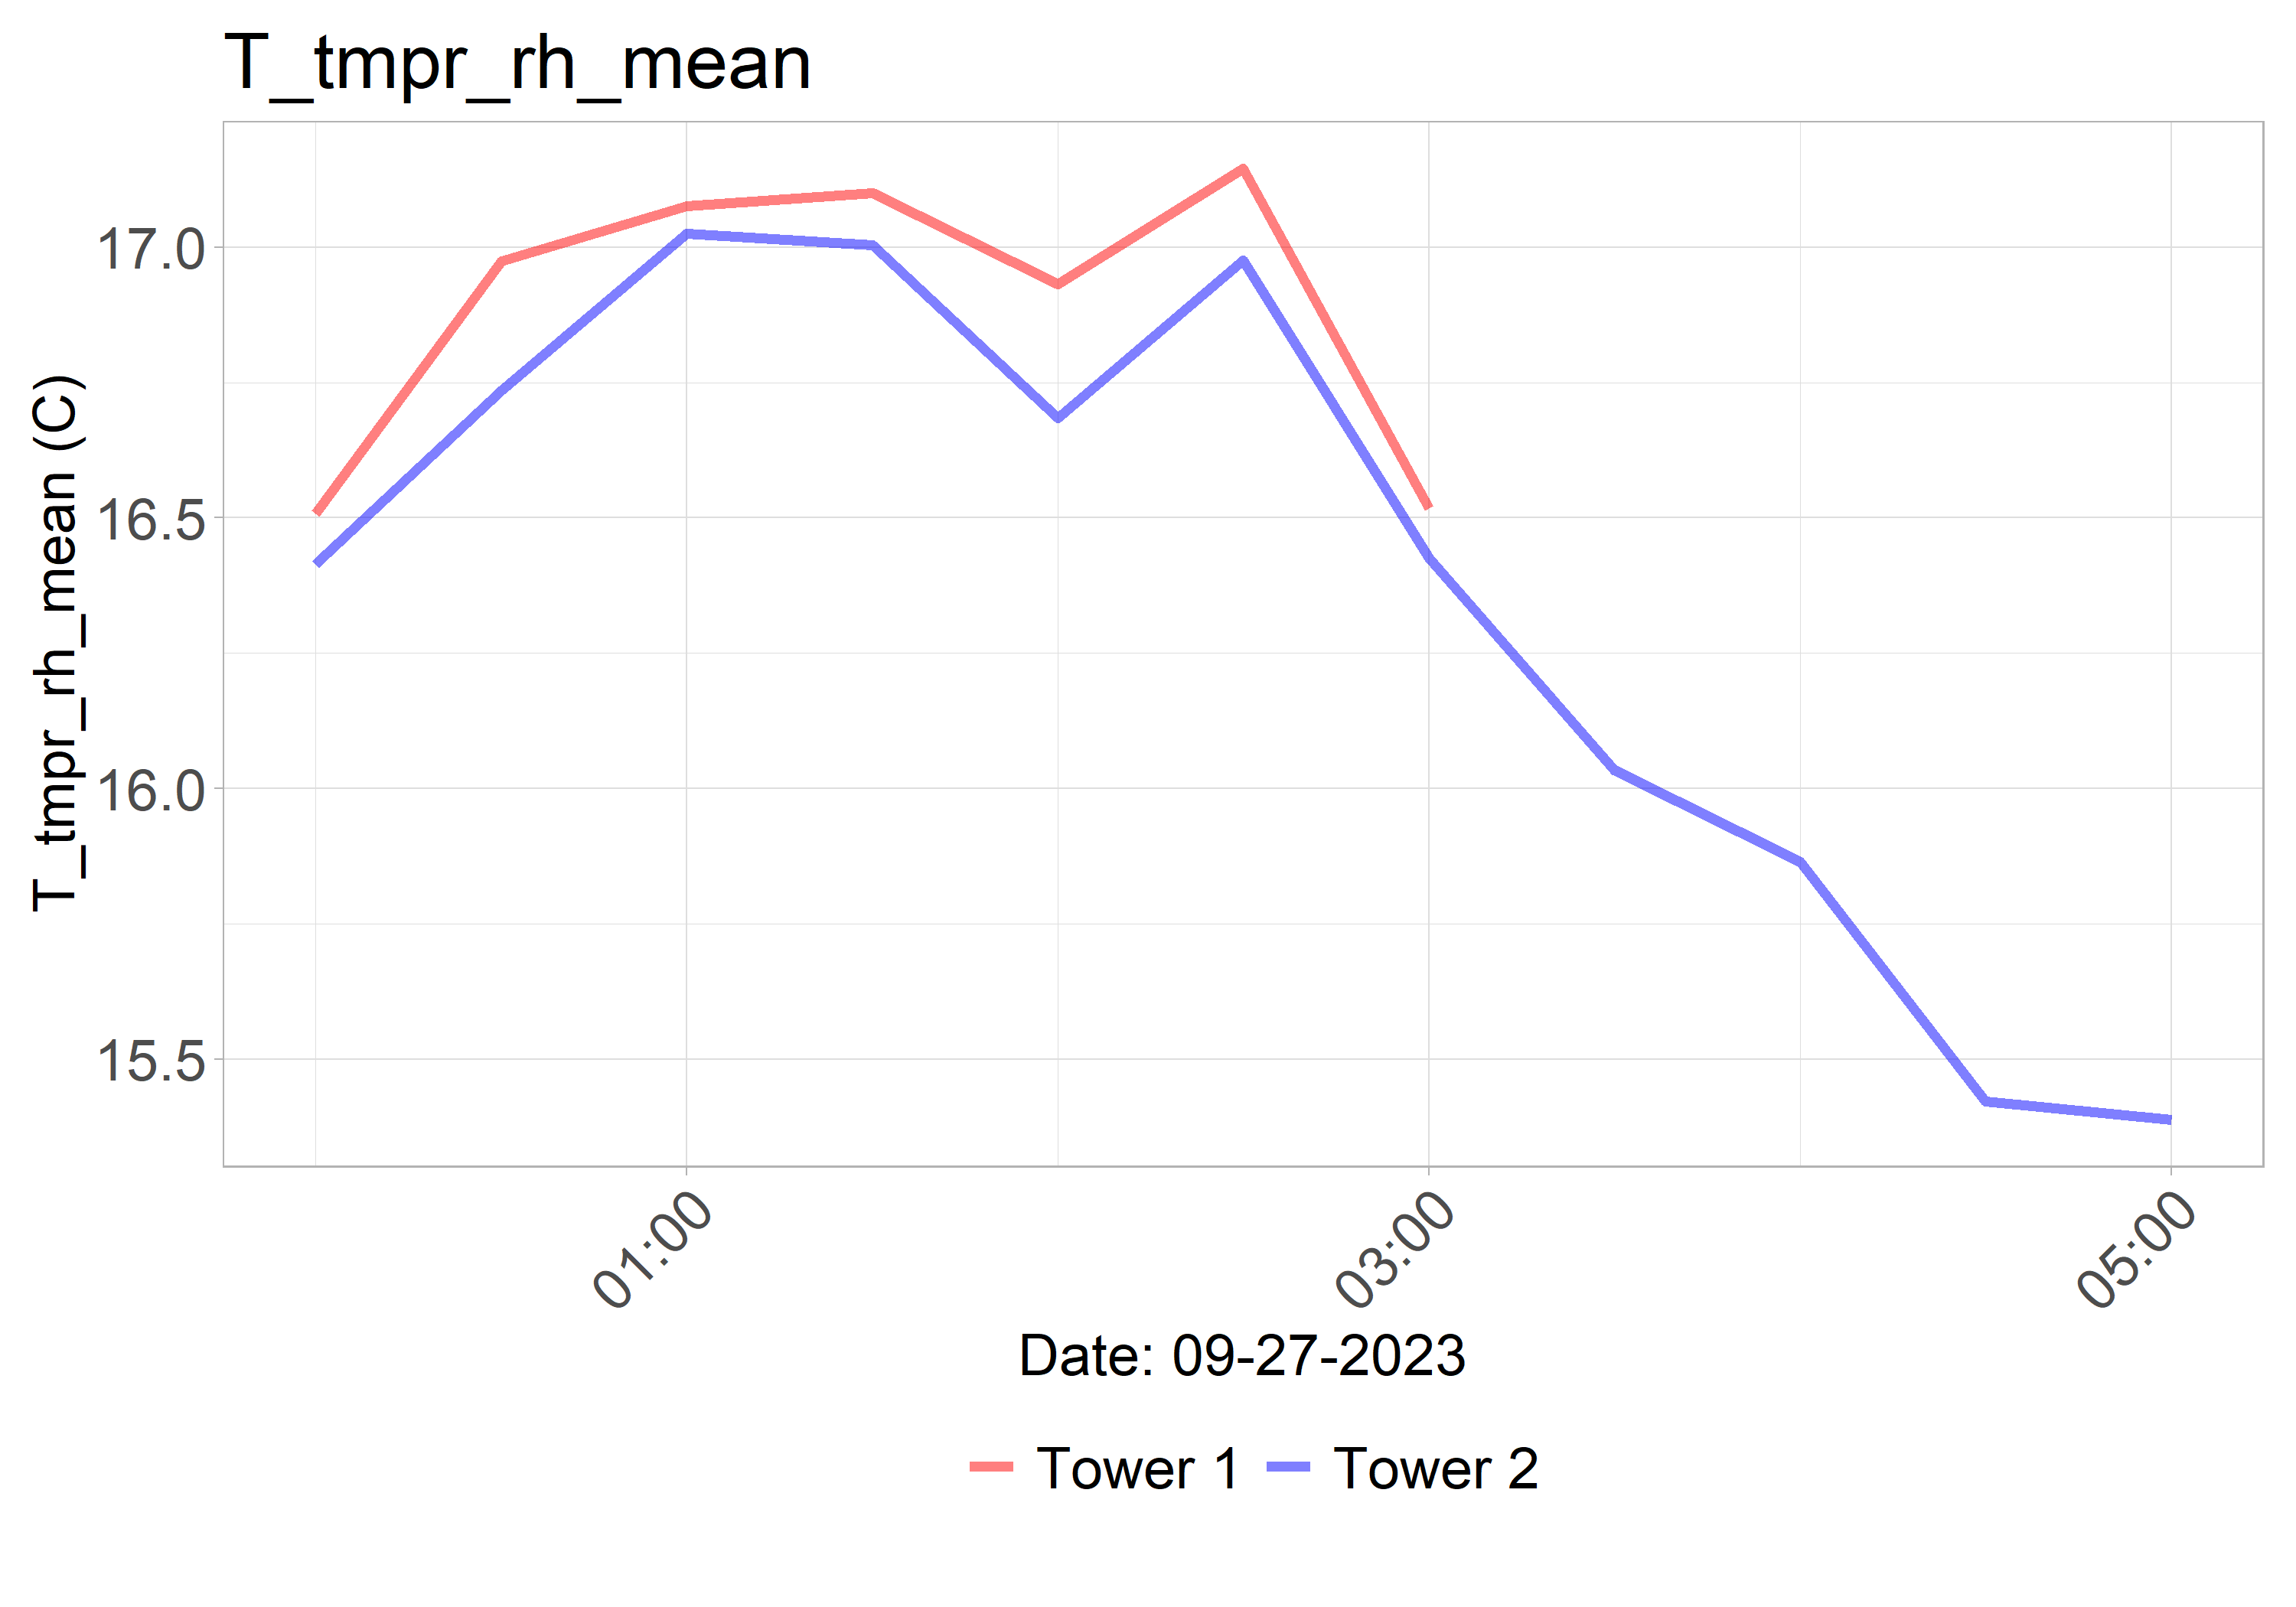 T_tmpr_rh_mean
T_tmpr_rh_mean (C)
17.0
16.5
16.0
15.5
01:00
03:00
05:00
Date: 09-27-2023
Tower 1
Tower 2